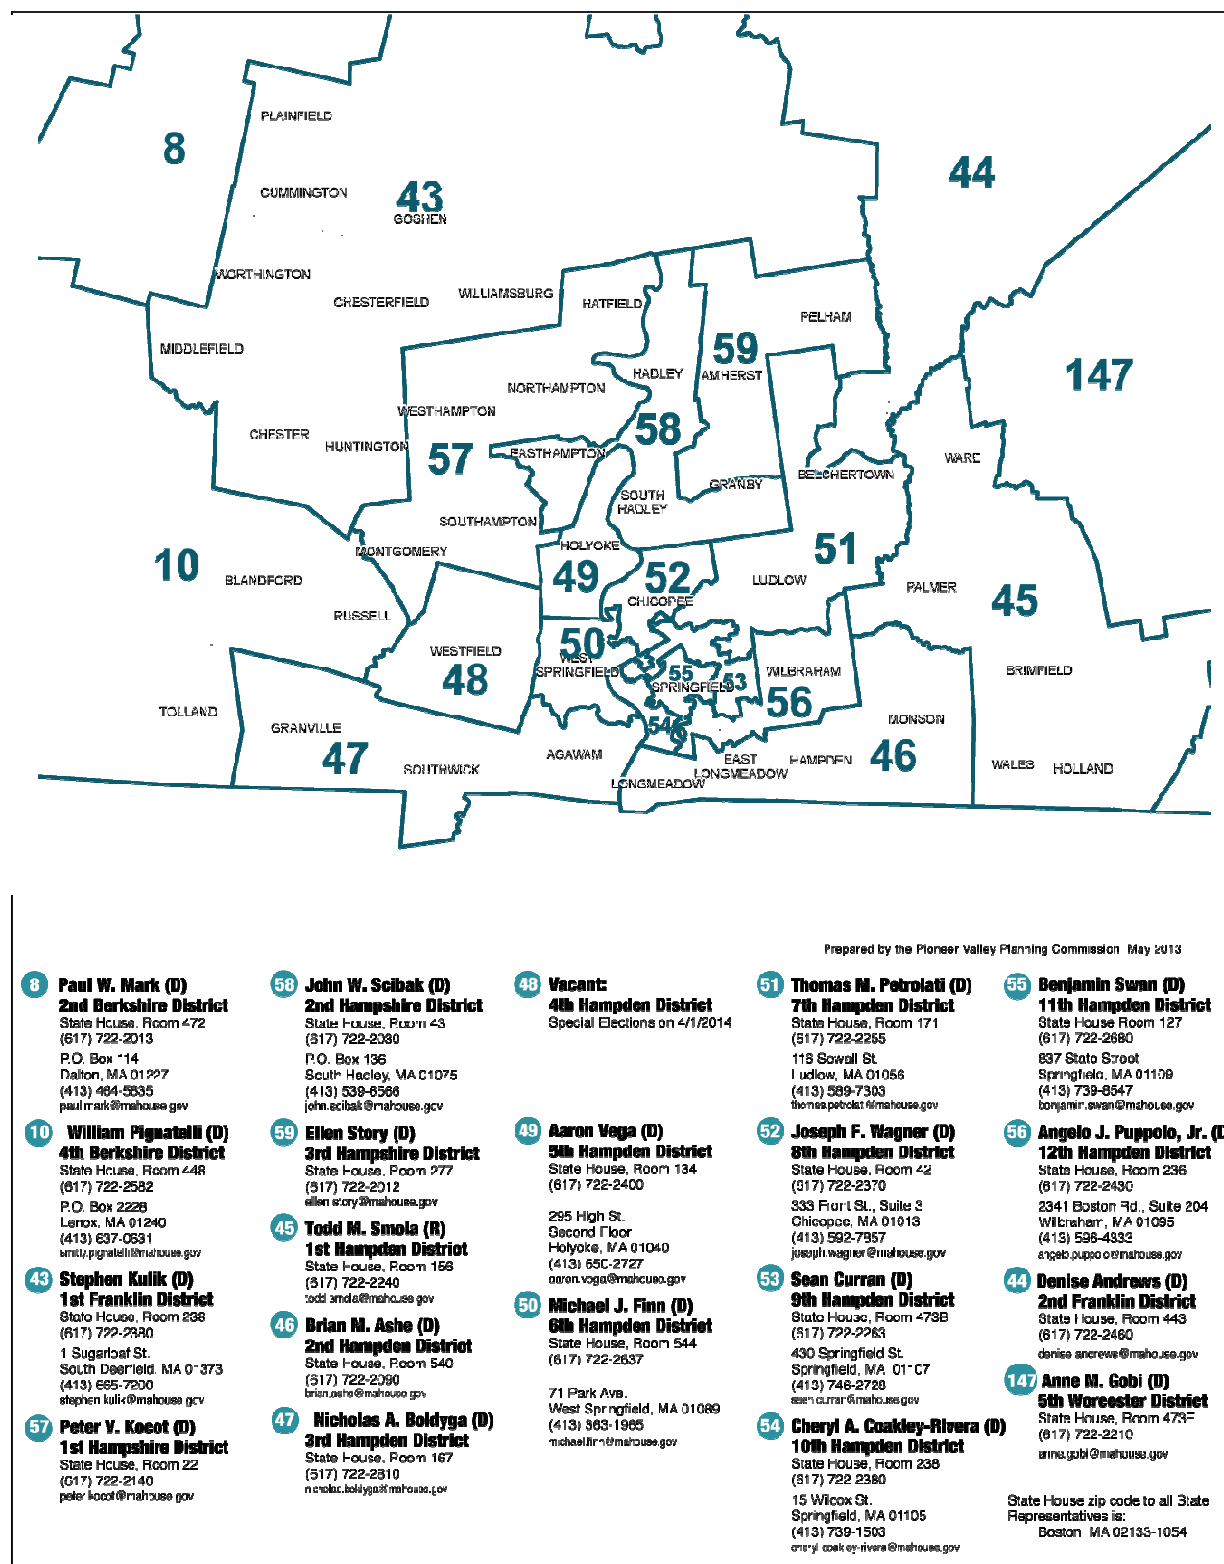 PLAINFIELD
8
44
CUMMINGTON
43
GOSHEN
WORTHINGTON
CHESTERFIELD
WILLIAMSBURG
HATFIELD
PELHAM
MIDDLEFIELD
59
HADLEY
AMHERST
147
NORTHAMPTON
WESTHAMPTON
58
CHESTER
HUNTINGTON
57
EASTHAMPTON
WARE
BELCHERTOWN
GRANBY
SOUTH
HADLEY
SOUTHAMPTON
HOLYOKE
MONTGOMERY
51
10
BLANDFORD
49
52
LUDLOW
PALMER
45
CHICOPEE
RUSSELL
50
WESTFIELD
WEST
SPRINGFIELD
48
55
SPRINGFIELD
53
WILBRAHAM
56
BRIMFIELD
TOLLAND
GRANVILLE
54
MONSON
47
SOUTHWICK
AGAWAM
EAST
LONGMEADOW
HAMPDEN
46
WALES
HOLLAND
LONGMEADOW
Prepared by the Pioneer Valley Planning Commission May 2013
8 Paul W. Mark (D)
2nd Berkshire District
State House, Room 472
(617) 722-2013
P.O. Box 114
Dalton, MA 01227
(413) 464-5635
paul.mark@mahouse.gov
10 William Pignatelli (D)
4th Berkshire District
State House, Room 448
(617) 722-2582
P.O. Box 2228
Lenox, MA 01240
(413) 637-0631
smitty.pignatelli@mahouse.gov
43 Stephen Kulik (D)
1st Franklin District
State House, Room 238
(617) 722-2380
1 Sugarloaf St.
South Deerfield, MA 01373
(413) 665-7200
stephen.kulik@mahouse.gov
57 Peter V. Kocot (D)
1st Hampshire District
State House, Room 22
(617) 722-2140
peter.kocot@mahouse.gov
58 John W. Scibak (D)
2nd Hampshire District
State House, Room 43
(617) 722-2030
P.O. Box 136
South Hadley, MA 01075
(413) 539-6566
john.scibak@mahouse.gov
59 Ellen Story (D)
3rd Hampshire District
State House, Room 277
(617) 722-2012
ellen.story@mahouse.gov
45 Todd M. Smola (R)
1st Hampden District
State House, Room 156
(617) 722-2240
todd.smola@mahouse.gov
46 Brian M. Ashe (D)
2nd Hampden District
State House, Room 540
(617) 722-2090
brian.ashe@mahouse.gov
47 Nicholas A. Boldyga (D)
3rd Hampden District
State House, Room 167
(617) 722-2810
nicholas.boldyga@mahouse.gov
48 Vacant:
4th Hampden District
Special Elections on 4/1/2014
49 Aaron Vega (D)
5th Hampden District
State House, Room 134
(617) 722-2400
295 High St.
Second Floor
Holyoke, MA 01040
(413) 650-2727
aaron.vega@mahouse.gov
50 Michael J. Finn (D)
6th Hampden District
State House, Room 544
(617) 722-2637
71 Park Ave.
West Springfield, MA 01089
(413) 363-1965
michael.finn@mahouse.gov
51 Thomas M. Petrolati (D)
7th Hampden District
State House, Room 171
(617) 722-2255
Ludlow, MA 01056
(413) 589-7303
thomas.petrolati@mahouse.gov
52 Joseph F. Wagner (D)
8th Hampden District
State House, Room 42
(617) 722-2370
333 Front St., Suite 3
Chicopee, MA 01013
(413) 592-7857
joseph.wagner@mahouse.gov
53 Sean Curran (D)
9th Hampden District
State House, Room 473B
(617) 722-2263
430 Springfield St.
Springfield, MA 01107
(413) 748-2728
sean.curran@mahouse.gov
54 Cheryl A. Coakley-Rivera (D)
10th Hampden District
State House, Room 238
(617) 722 2380
15 Wilcox St.
Springfield, MA 01105
(413) 739-1503
cheryl.coakley-rivera@mahouse.gov
55 Benjamin Swan (D)
11th Hampden District
State House Room 127
(617) 722-2680
837 State Street
Springfield, MA 01109
(413) 739-8547
benjamin.swan@mahouse.gov
56 Angelo J. Puppolo, Jr. (D
12th Hampden District
State House, Room 236
(617) 722-2430
2341 Boston Rd., Suite 204
Wilbraham, MA 01095
(413) 596-4333
angelo.puppolo@mahouse.gov
44 Denise Andrews (D)
2nd Franklin District
State House, Room 443
(617) 722-2460
denise.andrews@mahouse.gov
147 Anne M. Gobi (D)
5th Worcester District
State House, Room 473F
(617) 722-2210
anne.gobi@mahouse.gov
State House zip code to all State
Representatives is:
Boston MA 02133-1054